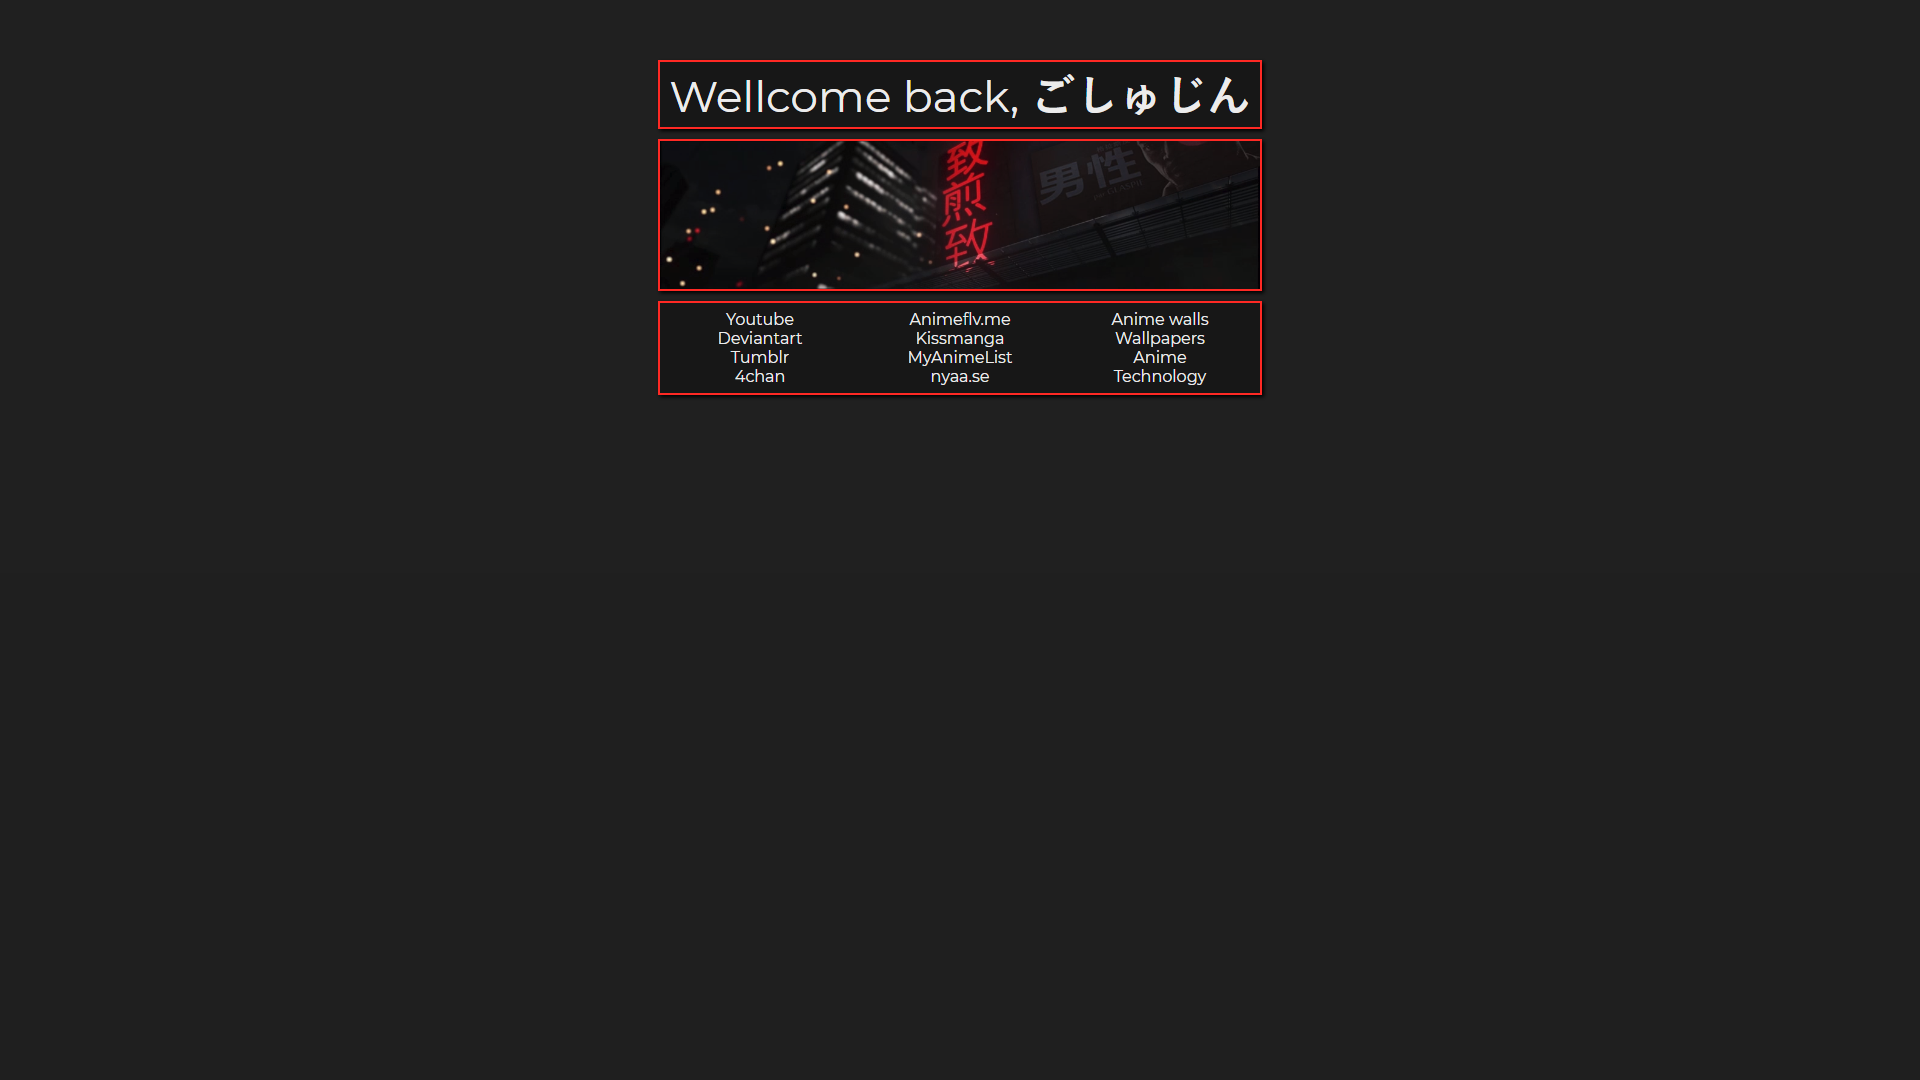 Wellcome back, ごしゅじん
致
煎
致
男性
Youtube
Deviantart
Tumblr
4chan
Animeflv.me
Kissmanga
MyAnimeList
nyaa.se
Anime walls
Wallpapers
Anime
Technology